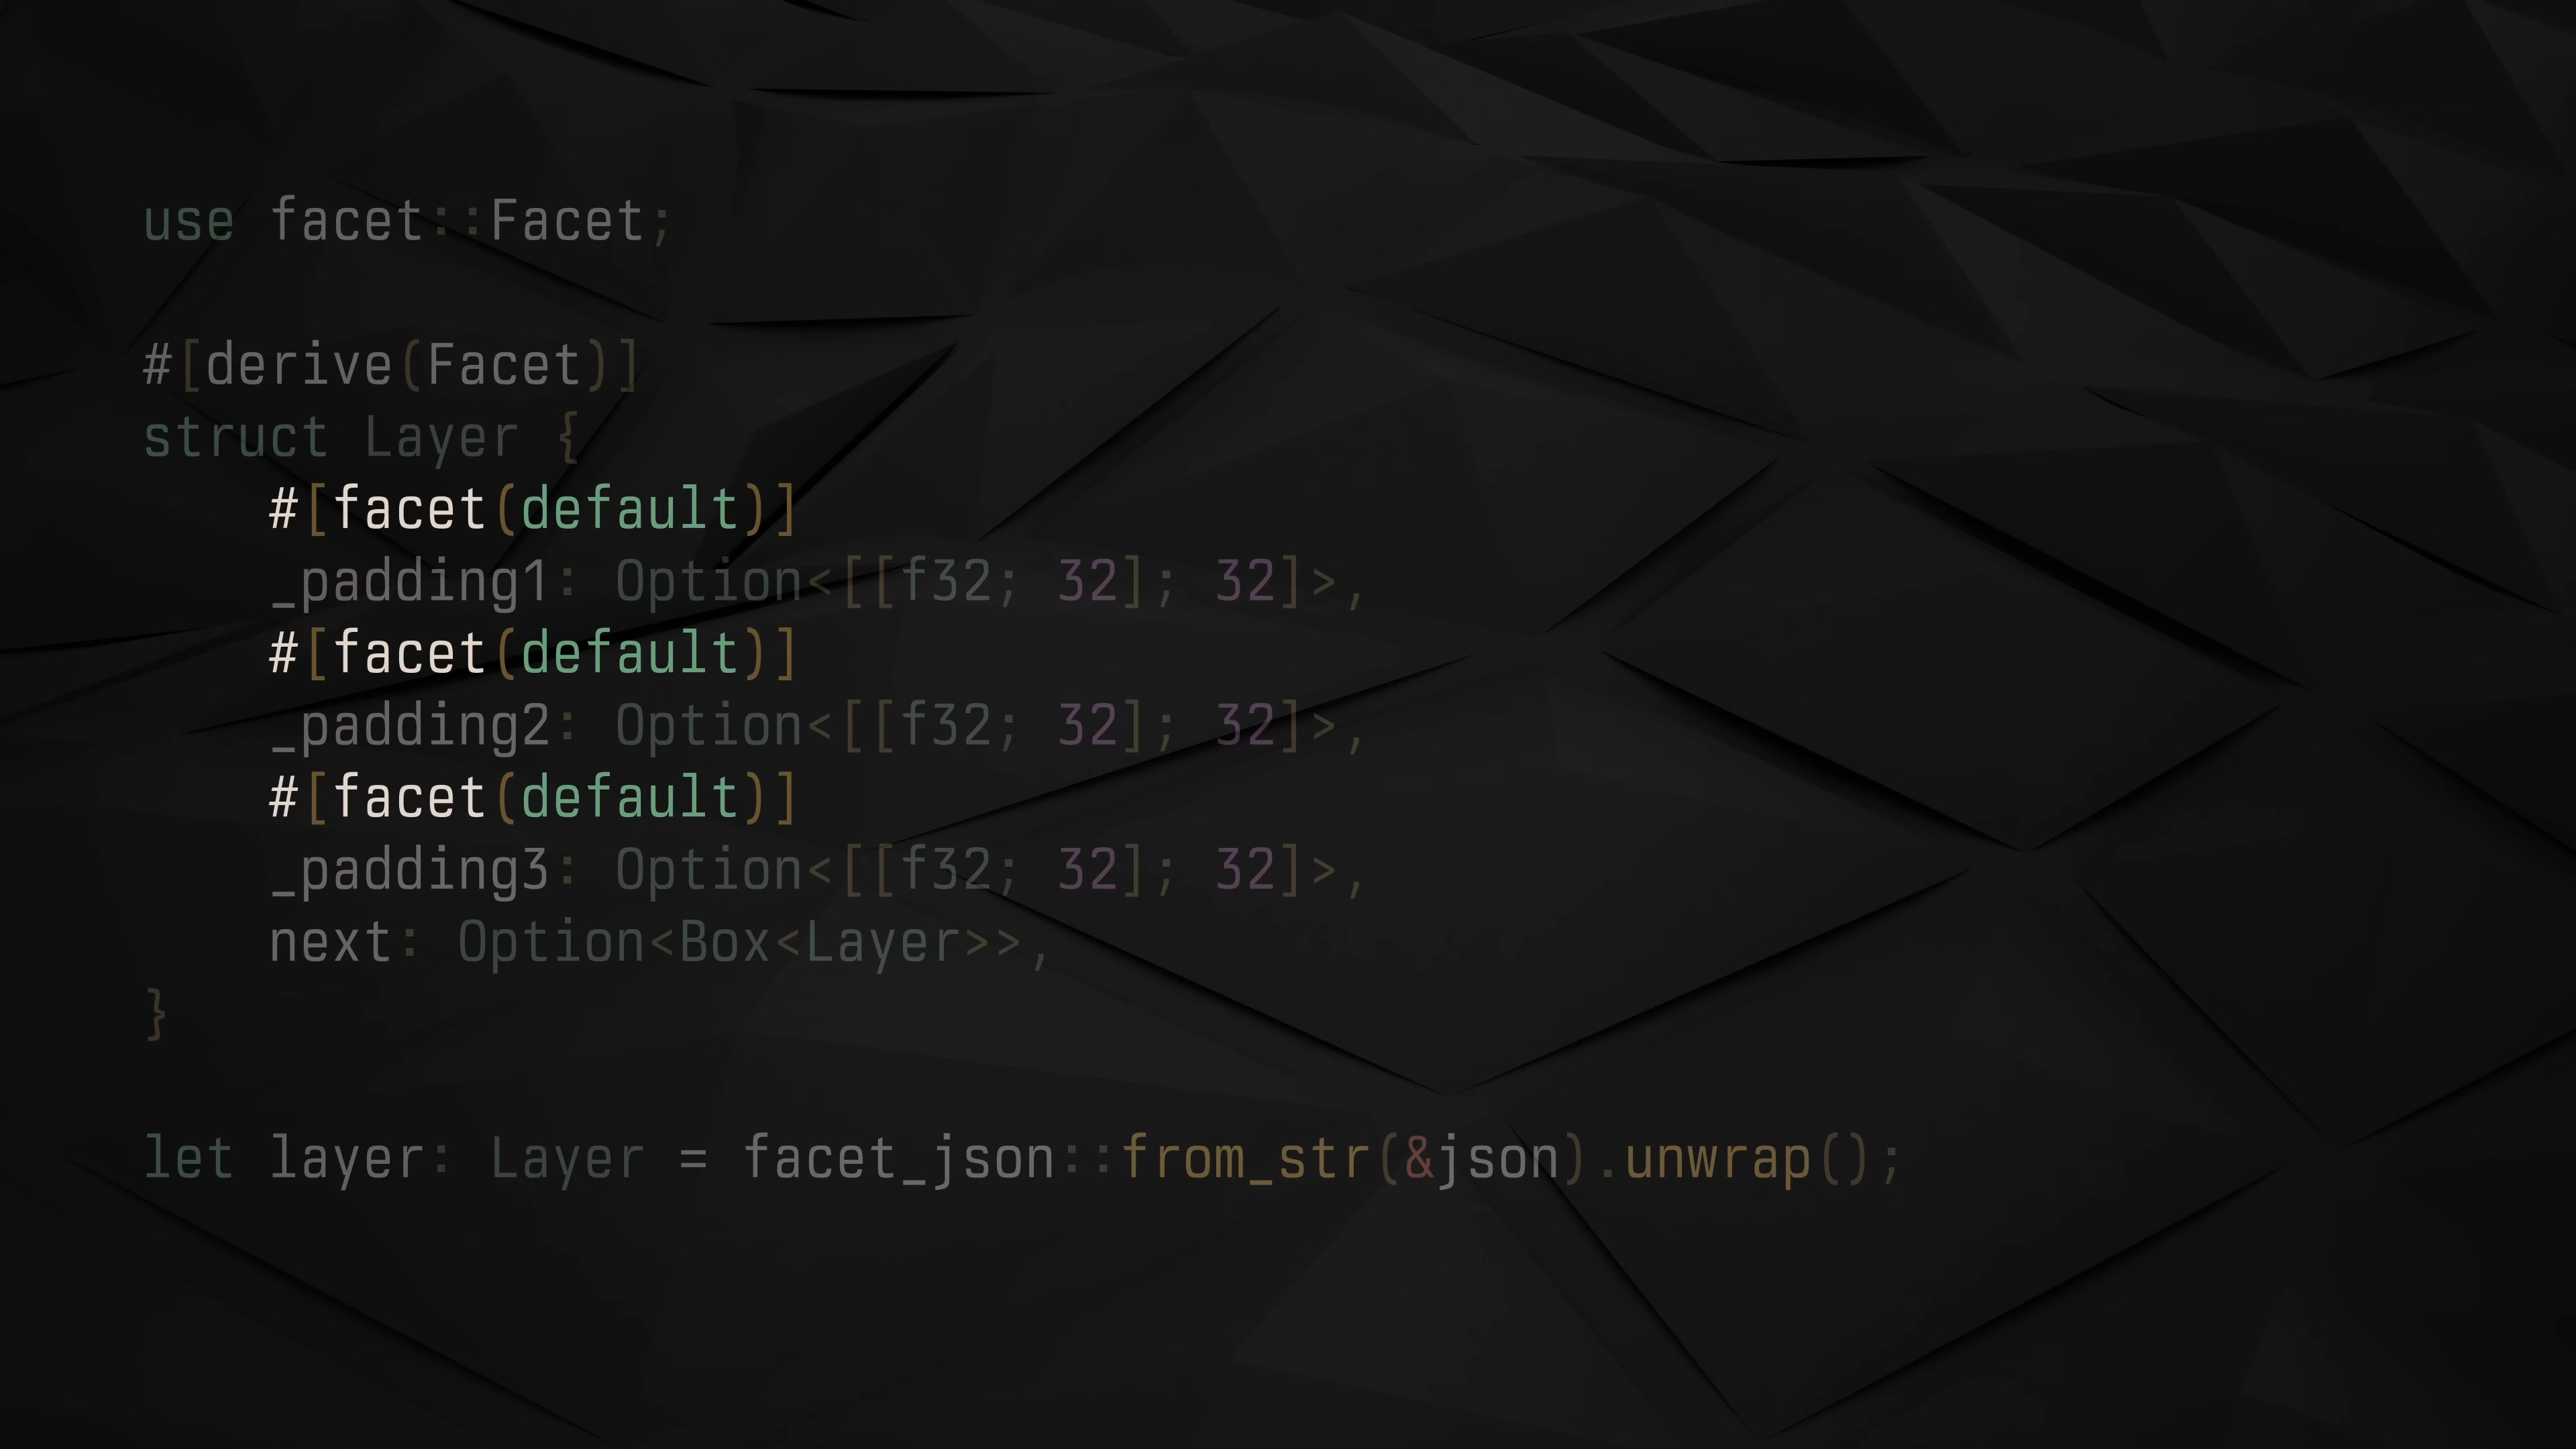 use facet::Facet;
#[derive(Facet)]
struct Layer {
    #[facet(default)]
    _padding1: Option<[[f32; 32]; 32]>,
    #[facet(default)]
    _padding2: Option<[[f32; 32]; 32]>,
    #[facet(default)]
    _padding3: Option<[[f32; 32]; 32]>,
    next: Option<Box<Layer>>,
}
let layer: Layer = facet_json::from_str(&json).unwrap();